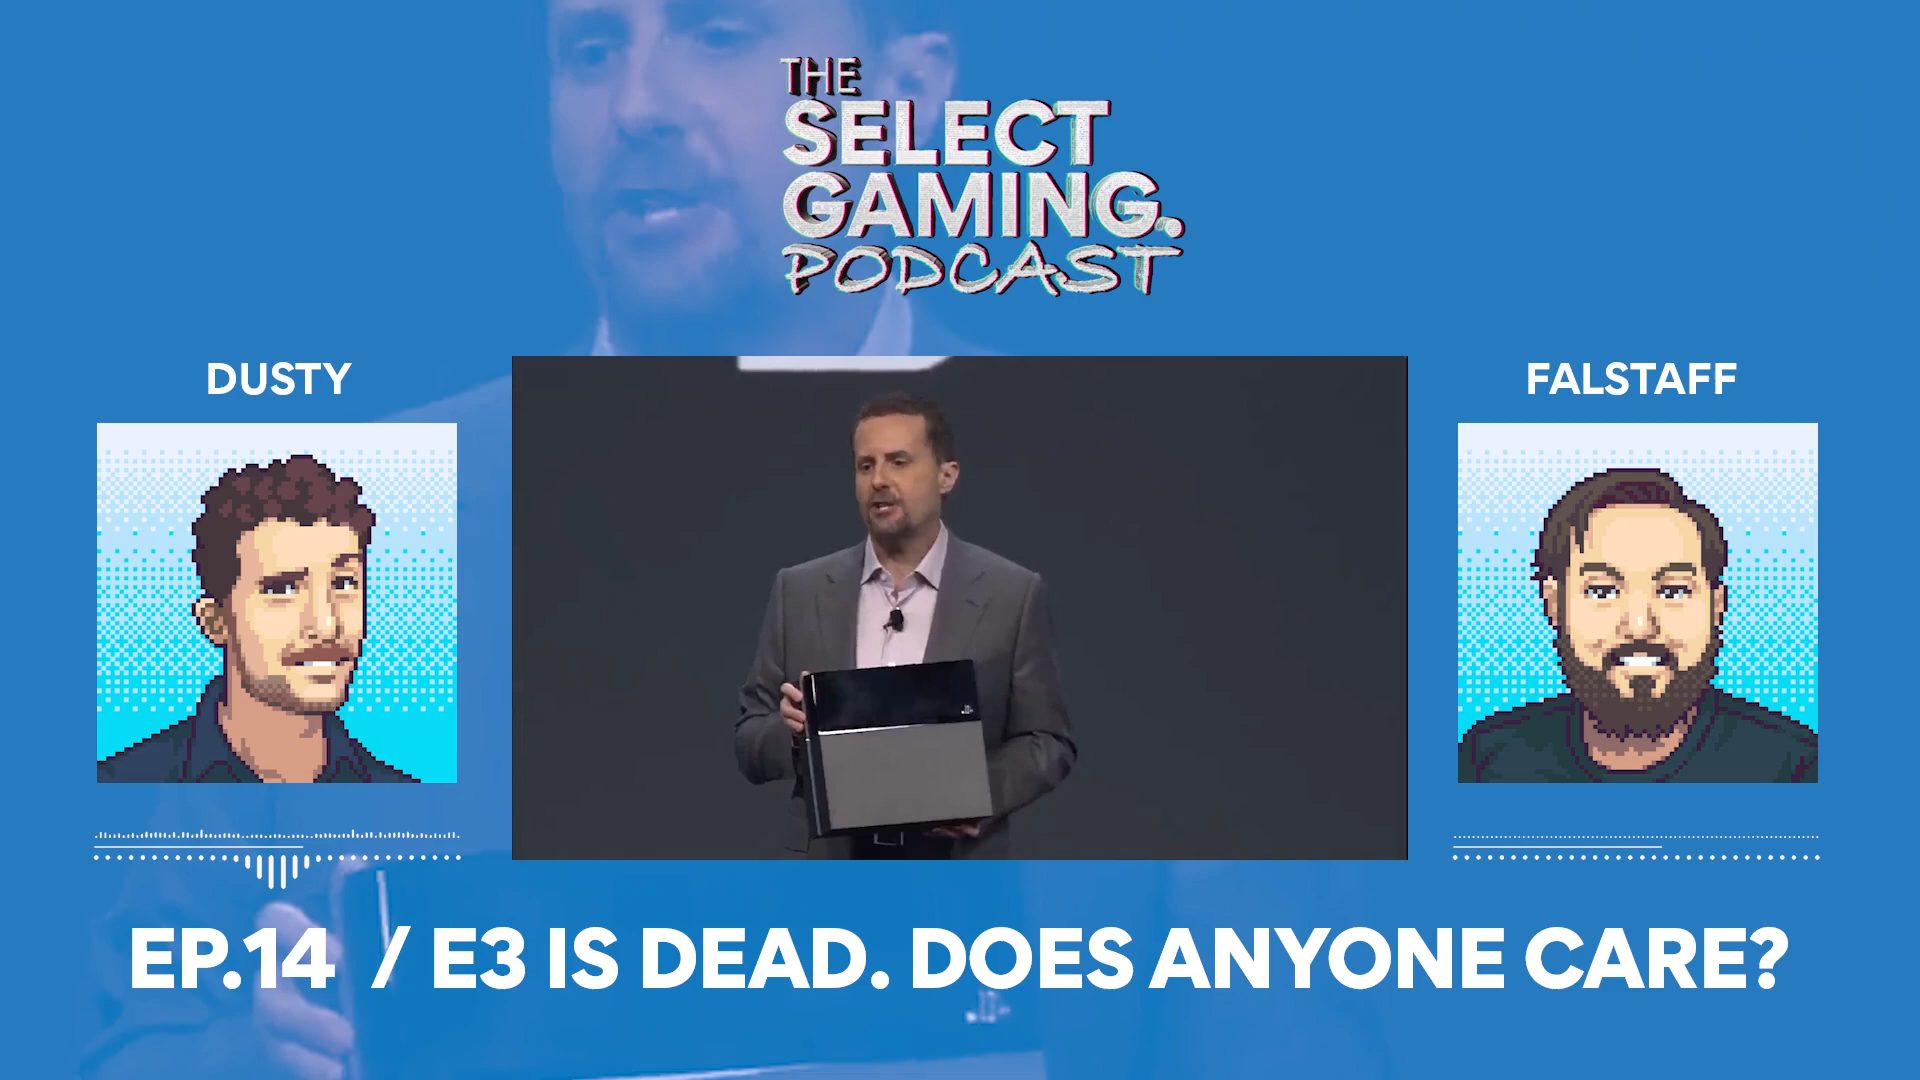 THE
SELECT
GAMING.
PODCAST
DUSTY
FALSTAFF
EP.14 / E3 IS DEAD. DOES ANYONE CARE?